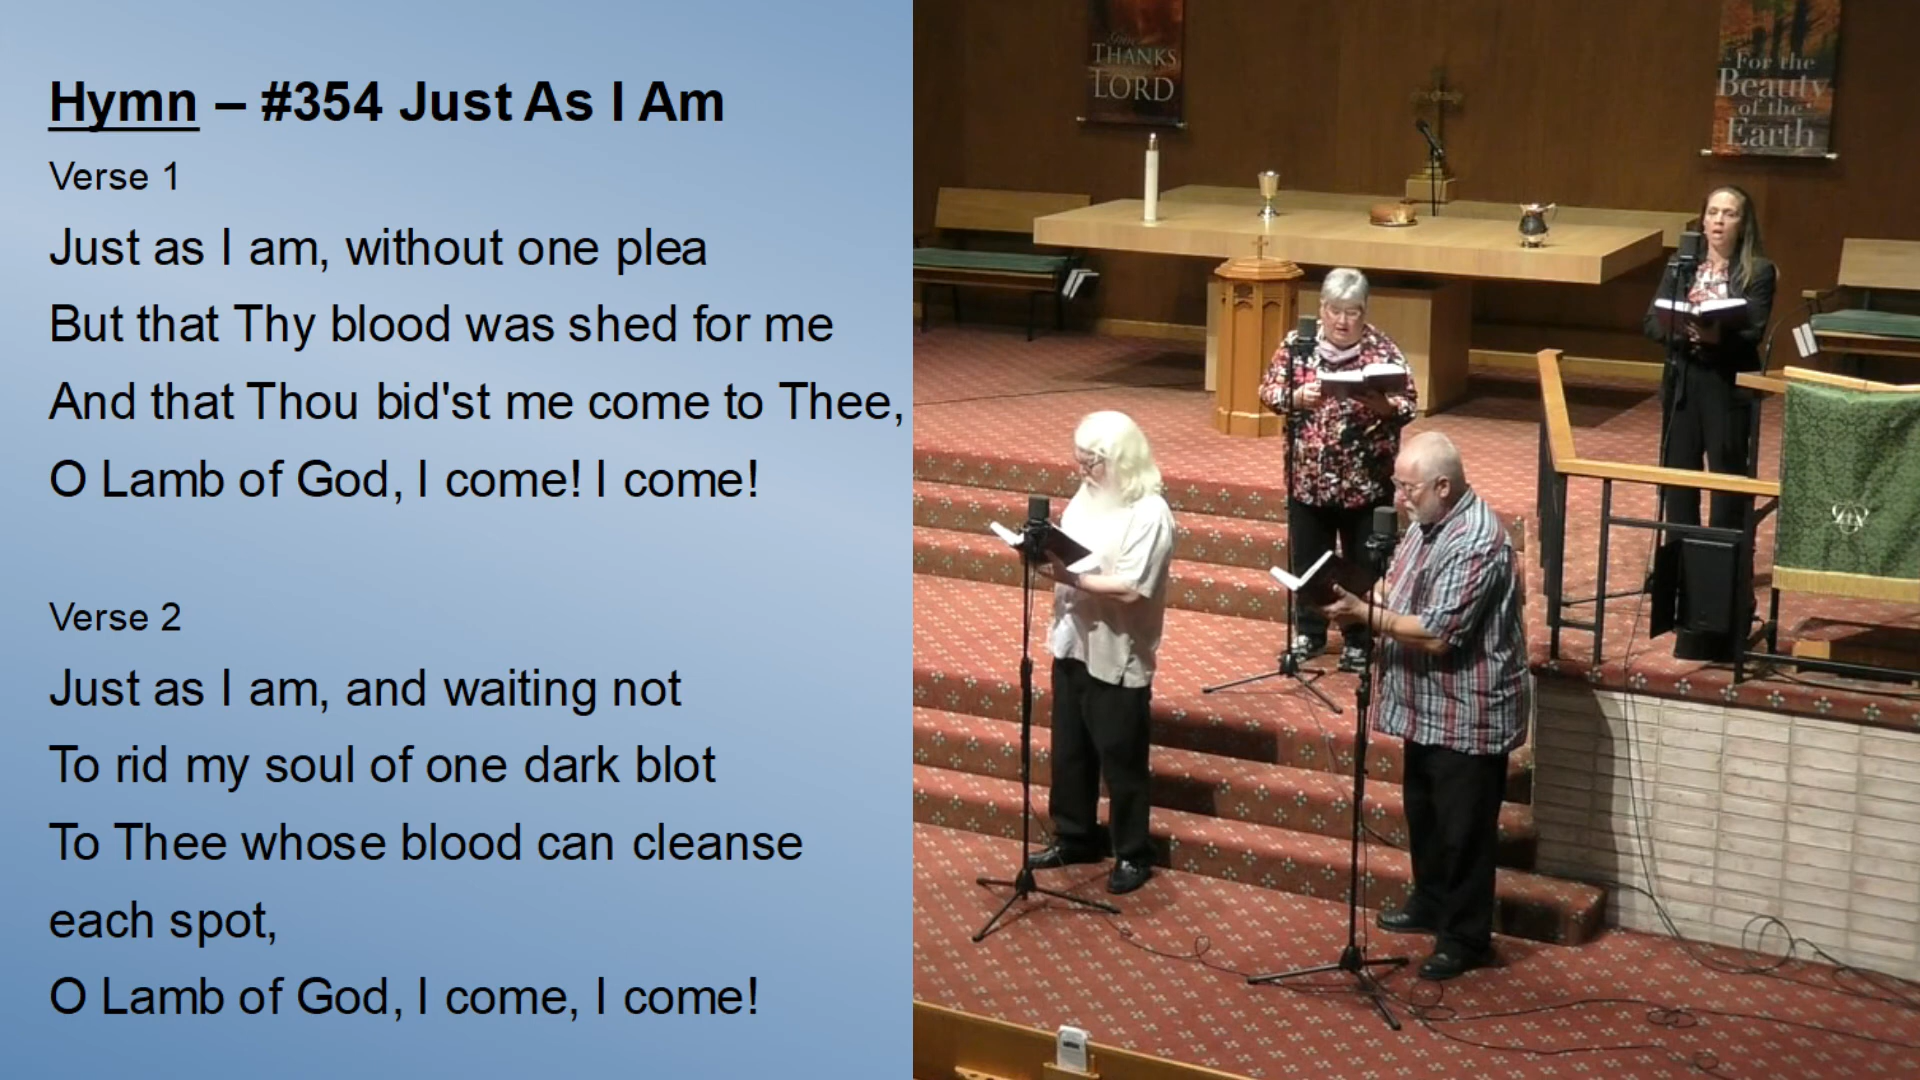 Hymn – #354 Just As I Am
Verse 1
Just as I am, without one plea
But that Thy blood was shed for me
And that Thou bid'st me come to Thee,
O Lamb of God, I come! I come!
Verse 2
Just as I am, and waiting not
To rid my soul of one dark blot
To Thee whose blood can cleanse
each spot,
O Lamb of God, I come, I come!
THANKS
LORD
For the
Beauty
of the
Earth